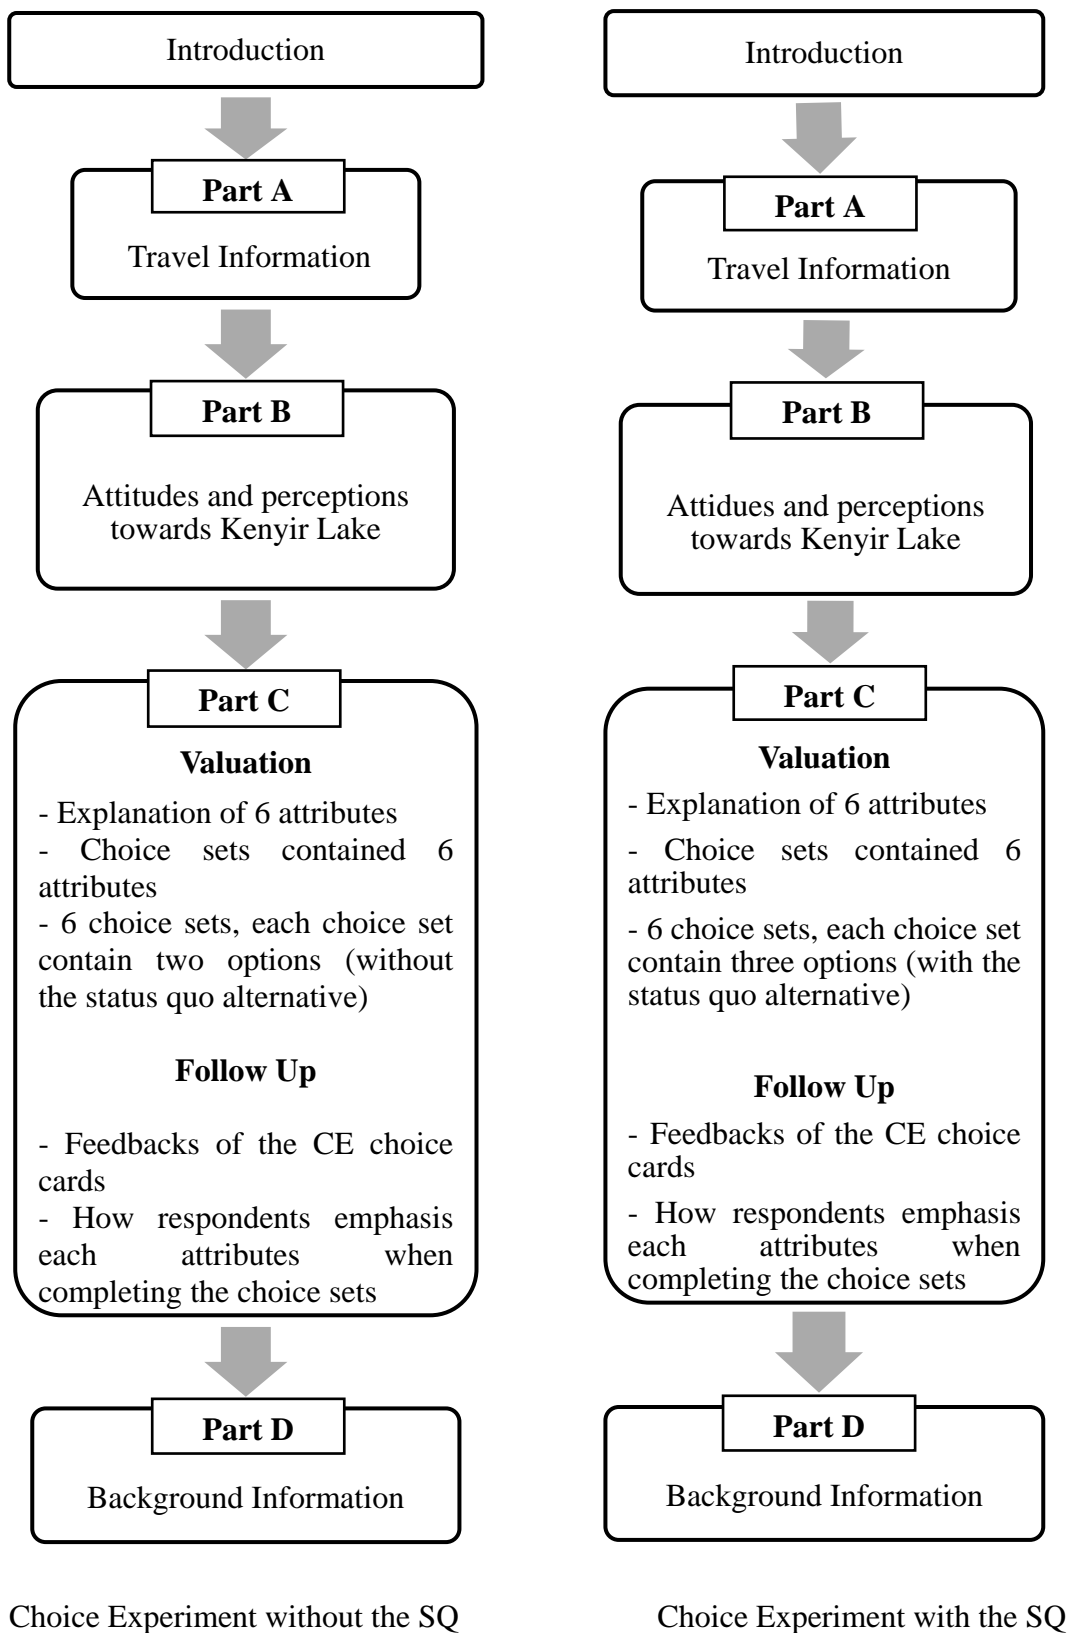 Introduction
Part A
Travel Information
Part B
Attitudes and perceptions
towards Kenyir Lake
Part C
Valuation
- Explanation of 6 attributes
- Choice sets contained 6
attributes
- 6 choice sets, each choice set
contain two options (without
the status quo alternative)
Follow Up
- Feedbacks of the CE choice
cards
- How respondents emphasis
each attributes when
completing the choice sets
Part D
Background Information
Choice Experiment without the SQ
Introduction
Part A
Travel Information
Part B
Attidues and perceptions
towards Kenyir Lake
Part C
Valuation
- Explanation of 6 attributes
- Choice sets contained 6
attributes
- 6 choice sets, each choice set
contain three options (with the
status quo alternative)
Follow Up
- Feedbacks of the CE choice
cards
- How respondents emphasis
each attributes when
completing the choice sets
Part D
Background Information
Choice Experiment with the SQ